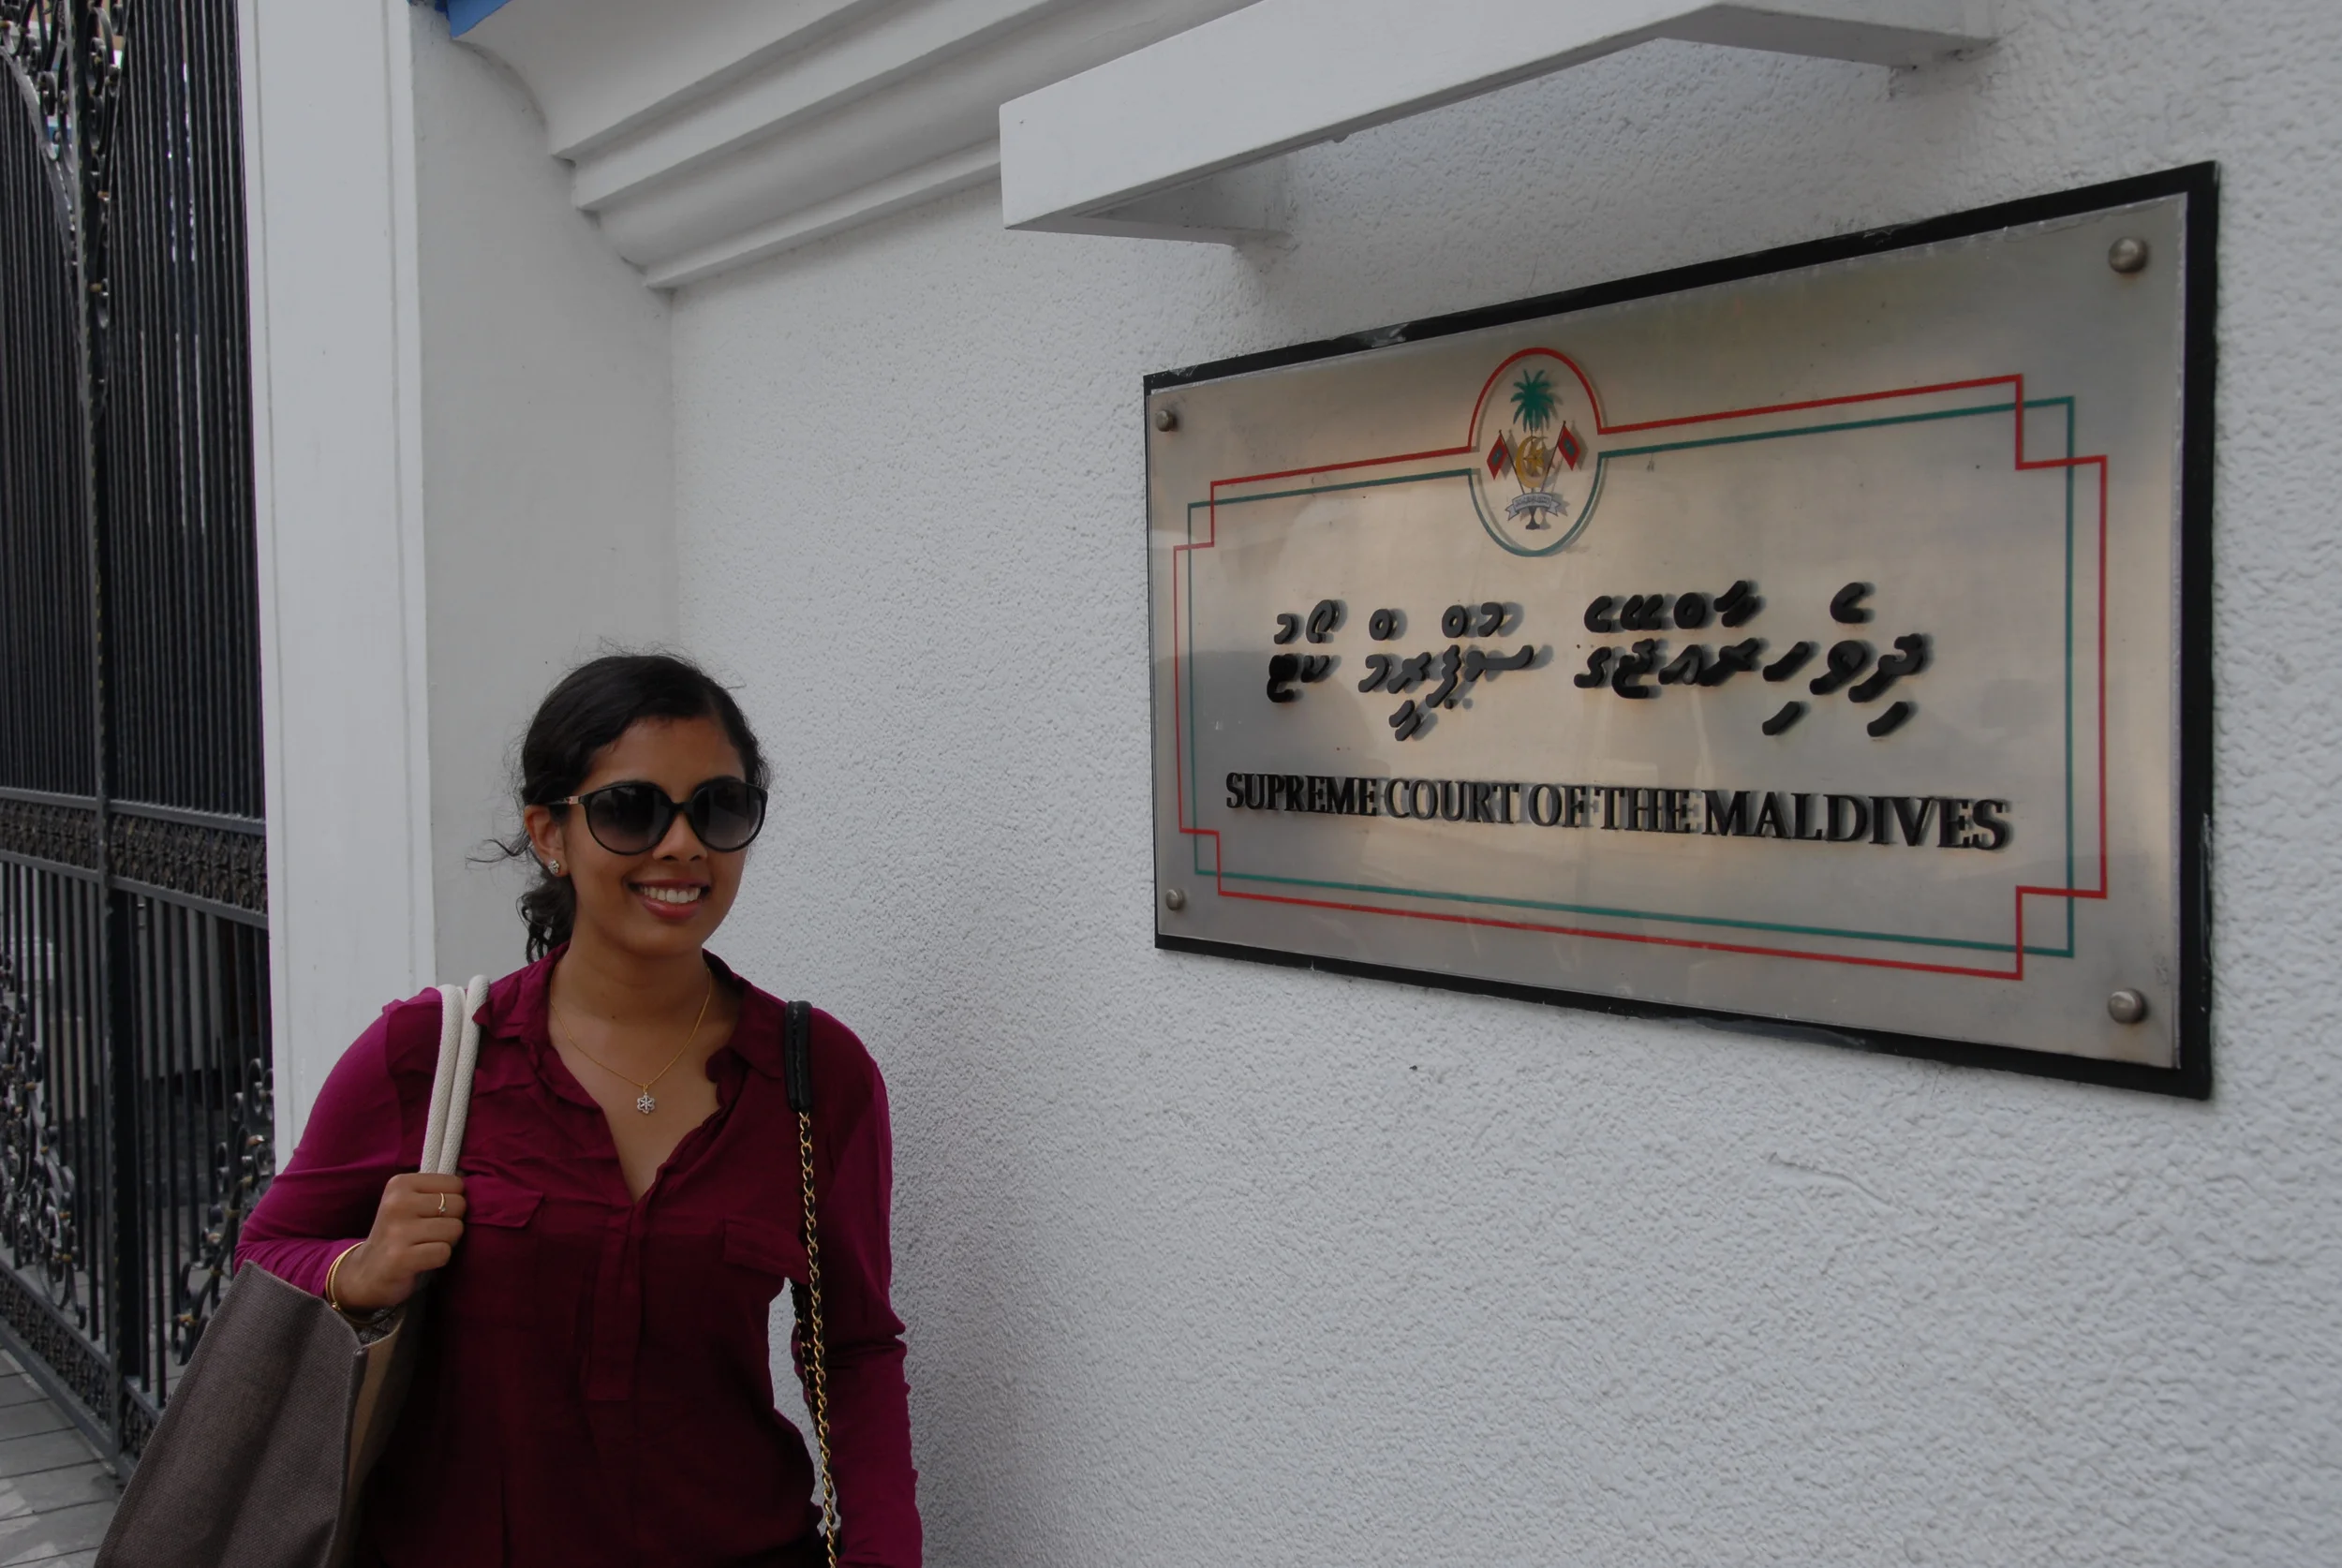 ދިވެހިރާއްޖޭގެ ސުޕްރީމް ކޯޓް
SUPREME COURT OF THE MALDIVES